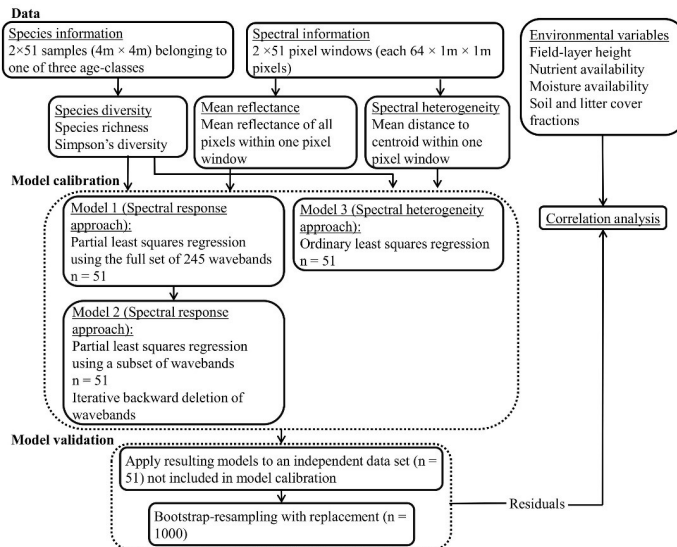 Data
Species information
2×51 samples (4m × 4m) belonging to
one of three age-classes
Spectral information
2 ×51 pixel windows (each 64 × 1m × 1m
pixels)
Environmental variables
Field-layer height
Nutrient availability
Moisture availability
Soil and litter cover
fractions
Species diversity
Species richness
Simpson's diversity
Mean reflectance
Mean reflectance of all
pixels within one pixel
window
Spectral heterogeneity
Mean distance to
centroid within one
pixel window
Model calibration
Model 1 (Spectral response
approach):
Partial least squares regression
using the full set of 245 wavebands
n = 51
Model 3 (Spectral heterogeneity
approach):
Ordinary least squares regression
n = 51
Correlation analysis
Model 2 (Spectral response
approach):
Partial least squares regression
using a subset of wavebands
n = 51
Iterative backward deletion of
wavebands
Model validation
Apply resulting models to an independent data set (n =
51) not included in model calibration
Residuals
Bootstrap-resampling with replacement (n =
1000)